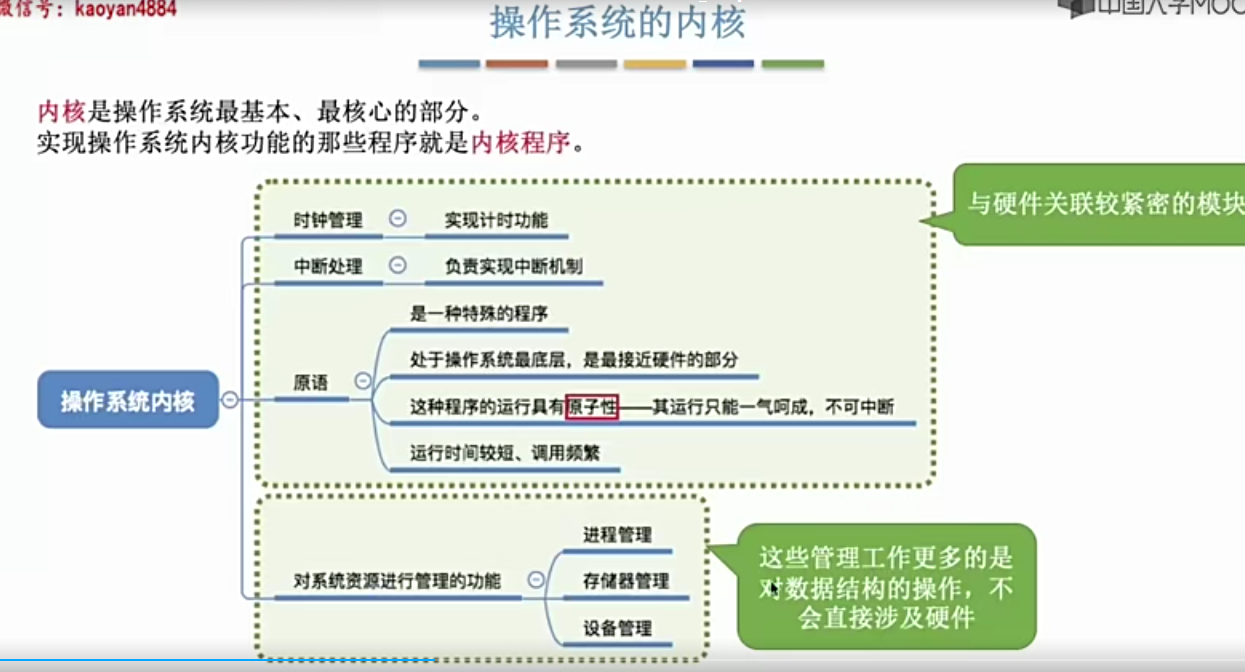 微信号：kaoyan4884
中国大学MOO
操作系统的内核
内核是操作系统最基本、最核心的部分。
实现操作系统内核功能的那些程序就是内核程序。
与硬件关联较紧密的模块
时钟管理 实现计时功能
中断处理 负责实现中断机制
是一种特殊的程序
处于操作系统最底层，是最接近硬件的部分
原语
操作系统内核
这种程序的运行具有原子性——其运行只能一气呵成，不可中断
运行时间较短、调用频繁
进程管理
对系统资源进行管理的功能
存储器管理
设备管理
这些管理工作更多的是
对数据结构的操作，不
会直接涉及硬件